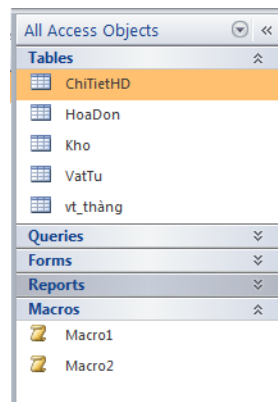 All Access Objects
Tables
ChiTietHD
HoaDon
Kho
VatTu
vt_thàng
Queries
Forms
Reports
Macros
Macro1
Macro2